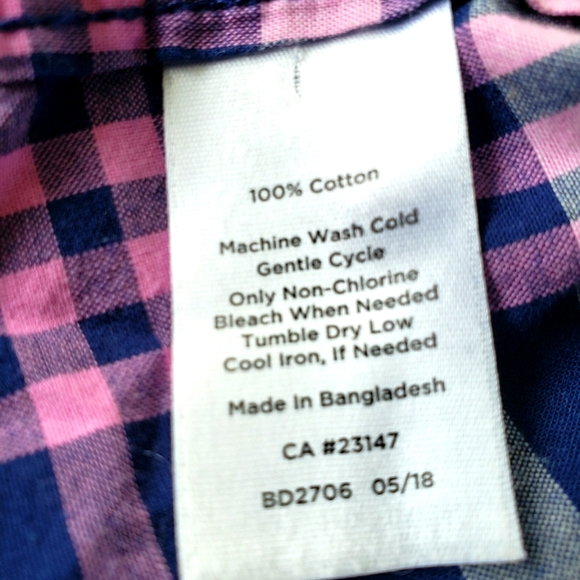 100% Cotton
Machine Wash Cold
Gentle Cycle
Only Non-Chlorine
Bleach When Needed
Tumble Dry Low
Cool Iron, If Needed
Made In Bangladesh
CA #23147
BD2706 05/18